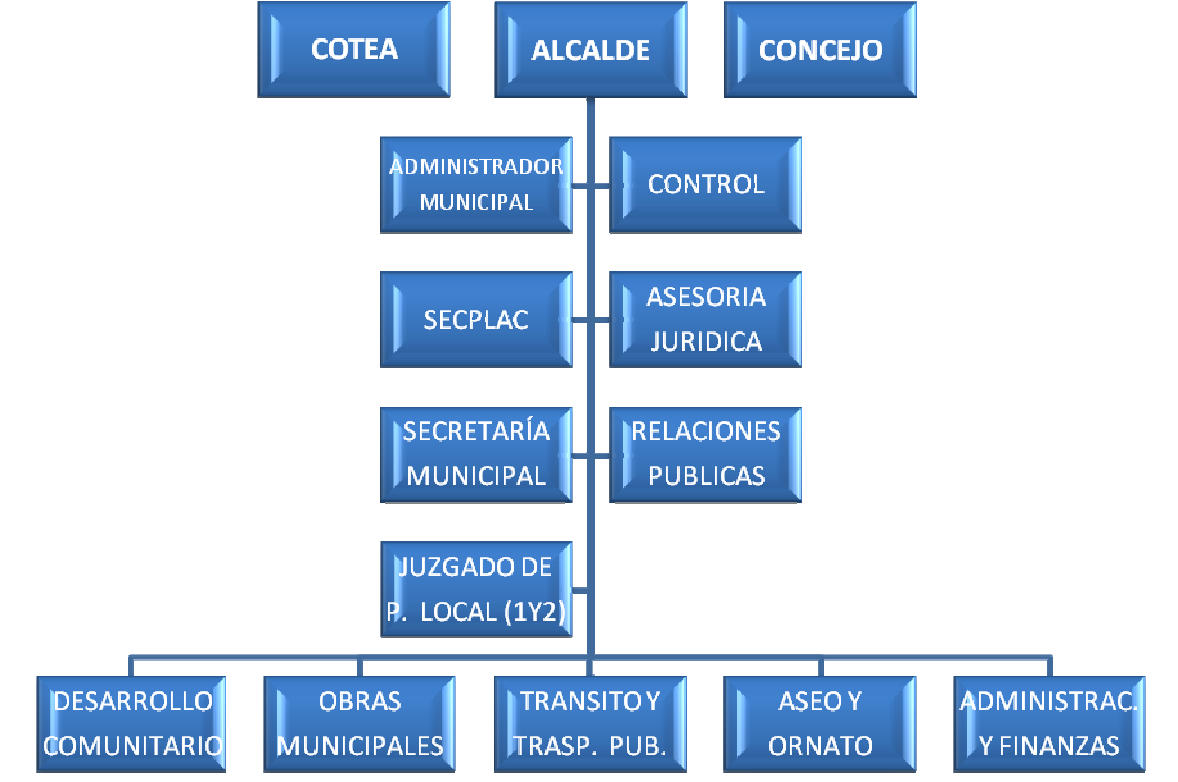 COTEA
ALCALDE
CONCEJO
ADMINISTRADOR
MUNICIPAL
CONTROL
SECPLAC
ASESORIA
JURIDICA
SECRETARÍA
MUNICIPAL
RELACIONES
PUBLICAS
JUZGADO DE
P. LOCAL (1Y2)
DESARROLLO
COMUNITARIO
OBRAS
MUNICIPALES
TRANSITO Y
TRASP. PUB.
ASEO Y
ORNATO
ADMINISTRAC.
Y FINANZAS